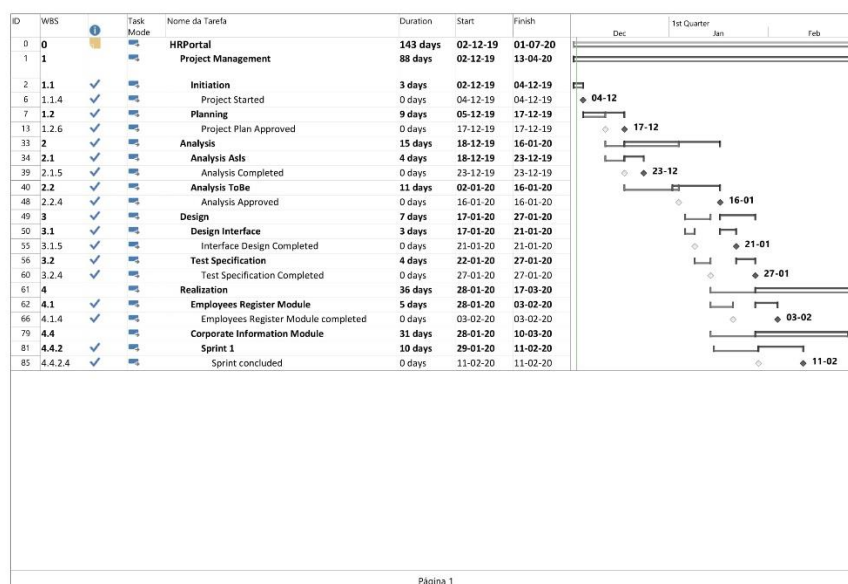 ID WBS Task Mode Nome da Tarefa Duration Start Finish 1st Quarter
Dec Jan Feb
0 0 HRPortal 143 days 02-12-19 01-07-20
1 1 Project Management 88 days 02-12-19 13-04-20
2 1.1 Initiation 3 days 02-12-19 04-12-19
6 1.1.4 Project Started 0 days 04-12-19 04-12-19 04-12
7 1.2 Planning 9 days 05-12-19 17-12-19
13 1.2.6 Project Plan Approved 0 days 17-12-19 17-12-19 17-12
33 2 Analysis 15 days 18-12-19 16-01-20
34 2.1 Analysis AsIs 4 days 18-12-19 23-12-19
39 2.1.5 Analysis Completed 0 days 23-12-19 23-12-19 23-12
40 2.2 Analysis ToBe 11 days 02-01-20 16-01-20
48 2.2.4 Analysis Approved 0 days 16-01-20 16-01-20 16-01
49 3 Design 7 days 17-01-20 27-01-20
50 3.1 Design Interface 3 days 17-01-20 21-01-20
55 3.1.5 Interface Design Completed 0 days 21-01-20 21-01-20 21-01
56 3.2 Test Specification 4 days 22-01-20 27-01-20
60 3.2.4 Test Specification Completed 0 days 27-01-20 27-01-20 27-01
61 4 Realization 36 days 28-01-20 17-03-20
62 4.1 Employees Register Module 5 days 28-01-20 03-02-20
66 4.1.4 Employees Register Module completed 0 days 03-02-20 03-02-20 03-02
79 4.4 Corporate Information Module 31 days 28-01-20 10-03-20
81 4.4.2 Sprint 1 10 days 29-01-20 11-02-20
85 4.4.2.4 Sprint concluded 0 days 11-02-20 11-02-20 11-02
Página 1